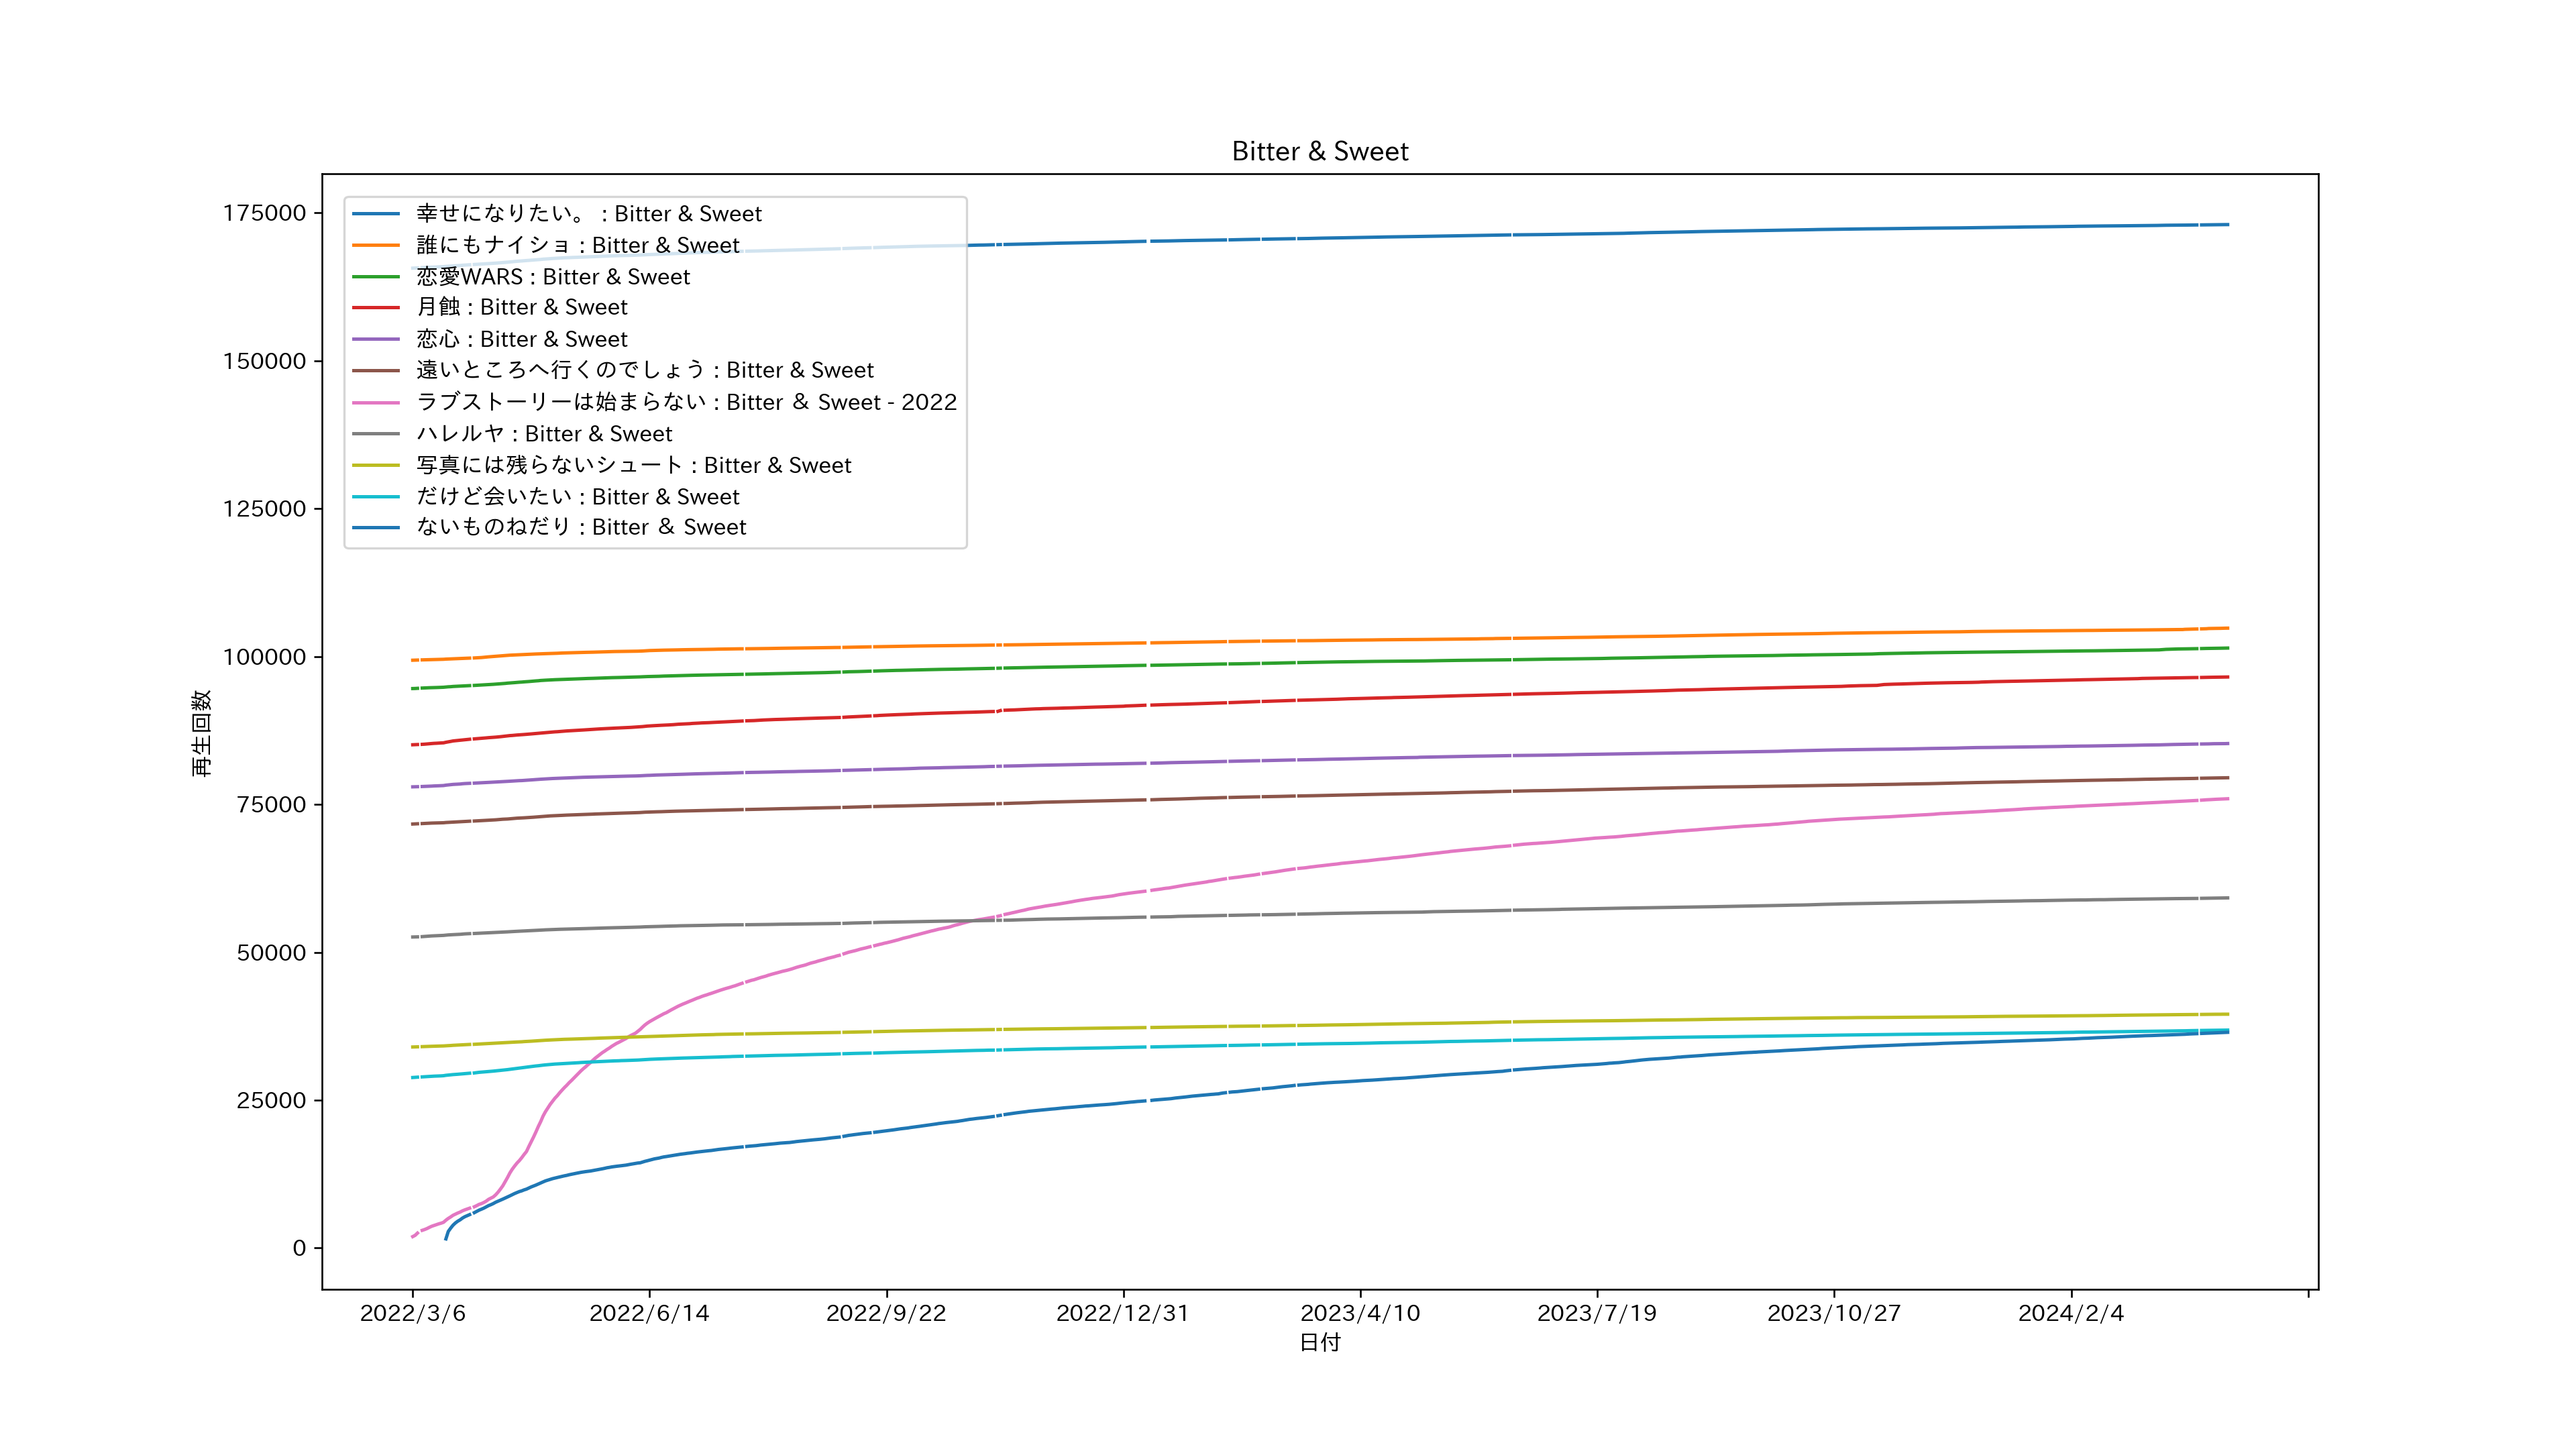 Bitter & Sweet
175000
150000
125000
100000
75000
50000
25000
0
再生回数
幸せになりたい。 : Bitter & Sweet
誰にもナイショ : Bitter & Sweet
恋愛WARS : Bitter & Sweet
月蝕 : Bitter & Sweet
恋心 : Bitter & Sweet
遠いところへ行くのでしょう : Bitter & Sweet
ラブストーリーは始まらない : Bitter ＆ Sweet - 2022
ハレルヤ : Bitter & Sweet
写真には残らないシュート : Bitter & Sweet
だけど会いたい : Bitter & Sweet
ないものねだり : Bitter ＆ Sweet
2022/3/6 2022/6/14 2022/9/22 2022/12/31 2023/4/10 2023/7/19 2023/10/27 2024/2/4
日付